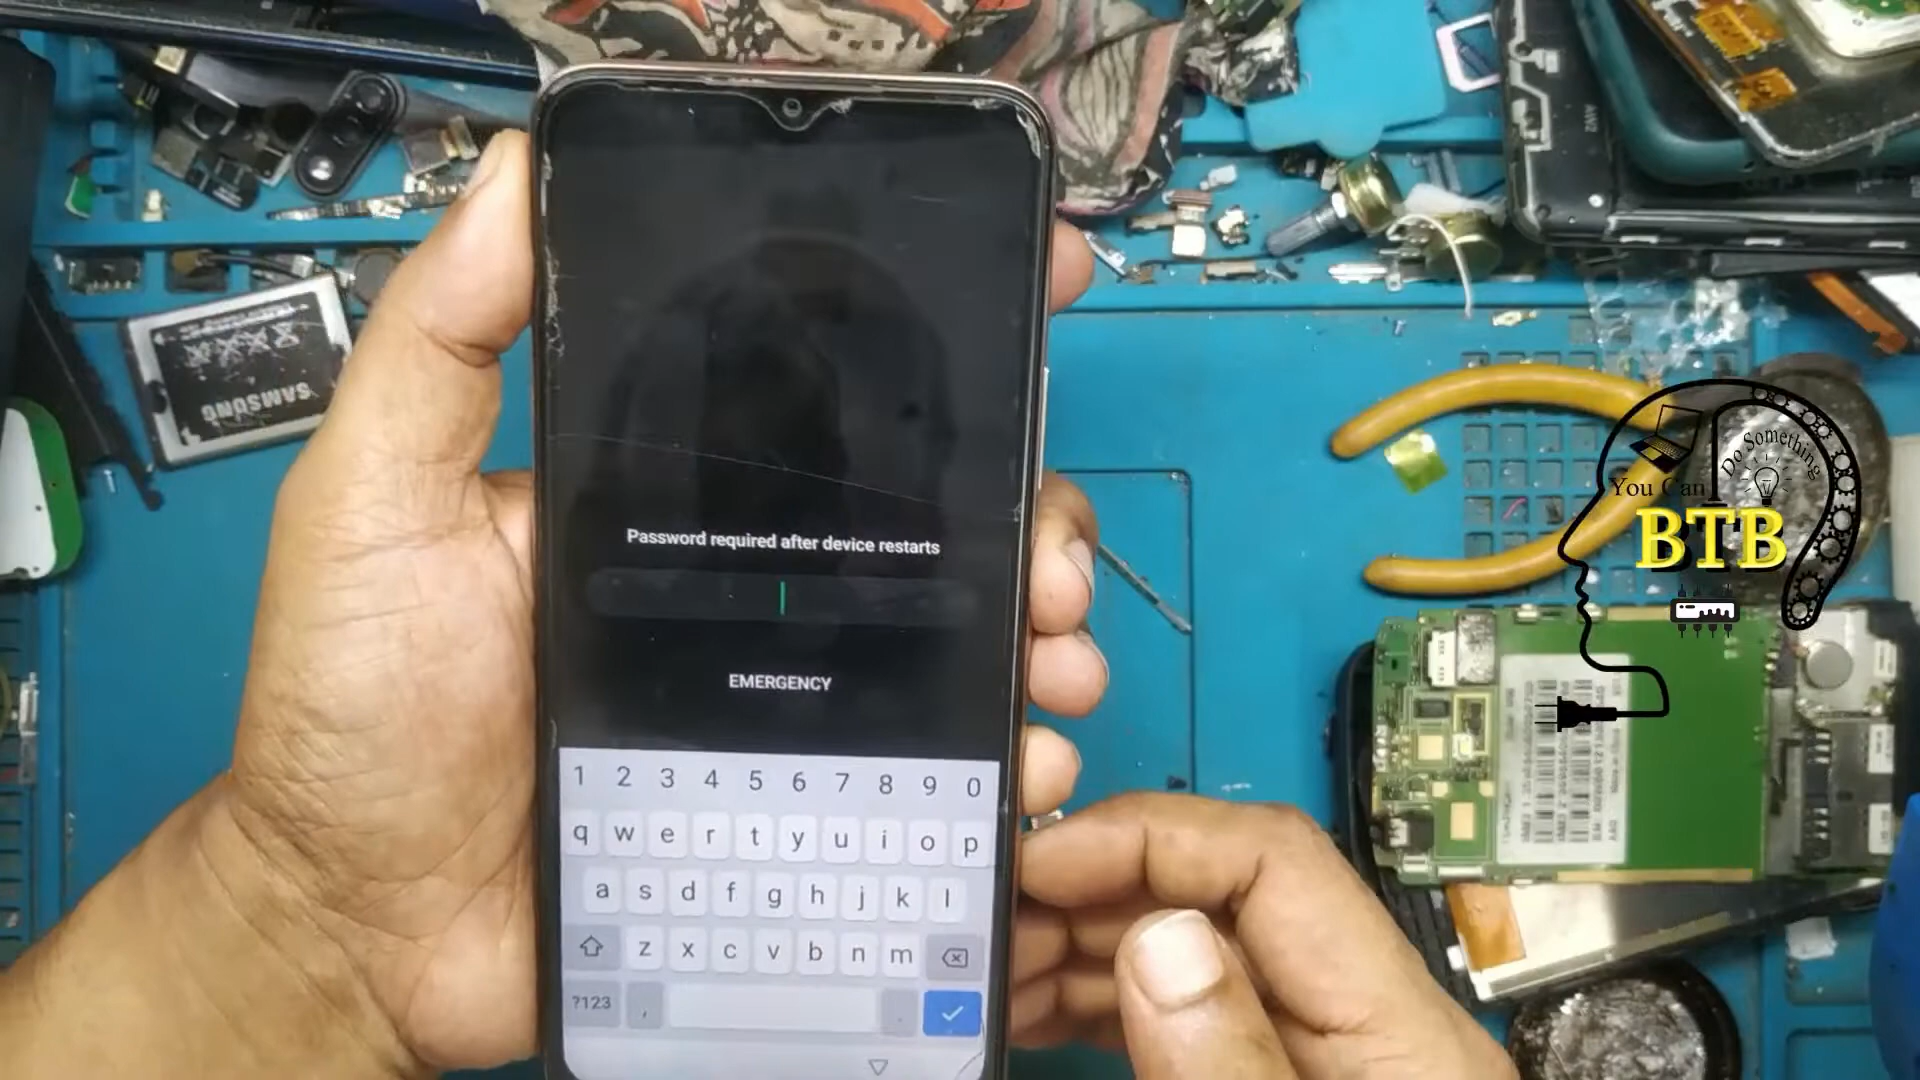 Password required after device restarts
EMERGENCY
1 2 3 4 5 6 7 8 9 0
q w e r t y u i o p
a s d f g h j k l
z x c v b n m
?123 , .
SAMSUNG
Do Something
You Can
BTB